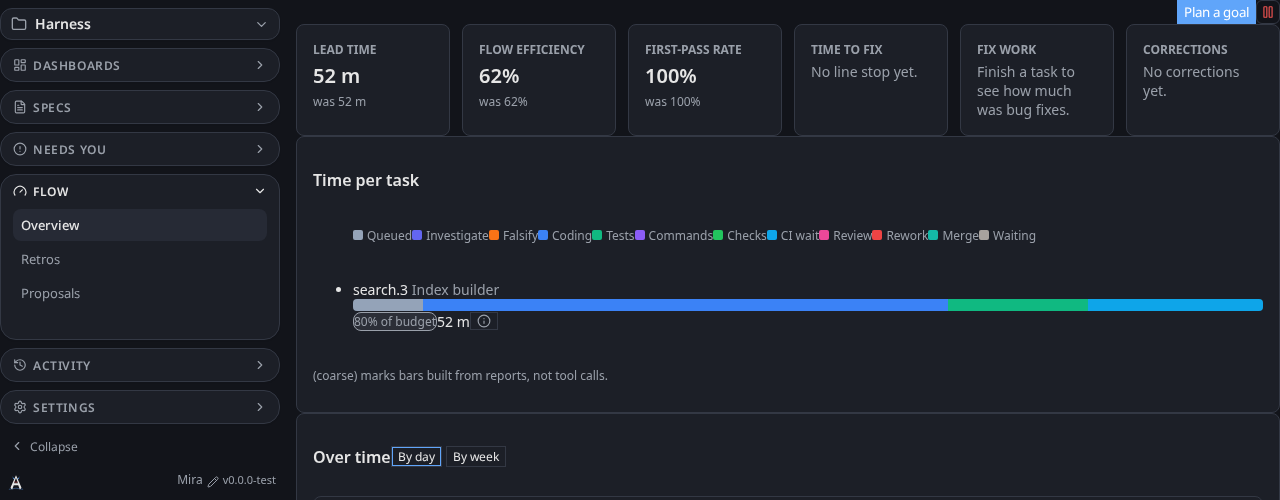 Harness
DASHBOARDS
SPECS
NEEDS YOU
FLOW
Overview
Retros
Proposals
ACTIVITY
SETTINGS
Collapse
Mira v0.0.0-test
Plan a goal
LEAD TIME
52 m
was 52 m
FLOW EFFICIENCY
62%
was 62%
FIRST-PASS RATE
100%
was 100%
TIME TO FIX
No line stop yet.
FIX WORK
Finish a task to
see how much
was bug fixes.
CORRECTIONS
No corrections
yet.
Time per task
Queued Investigate Falsify Coding Tests Commands Checks CI wait Review Rework Merge Waiting
search.3 Index builder
80% of budget 52 m
(coarse) marks bars built from reports, not tool calls.
Over time By day By week